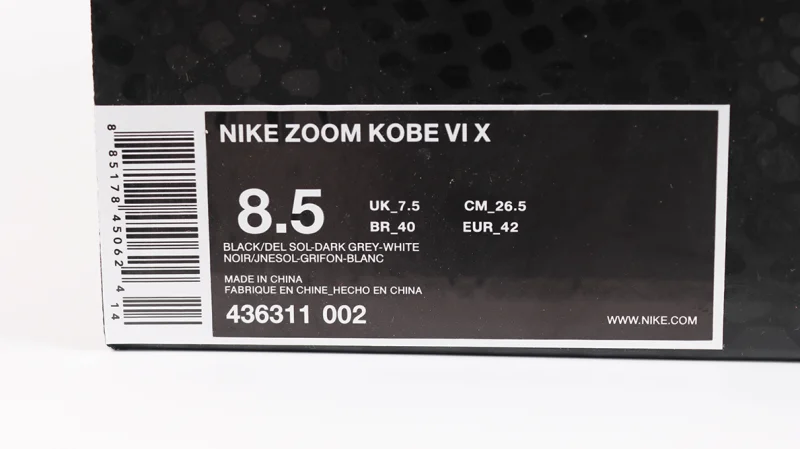 NIKE ZOOM KOBE VI X
8.5
UK_7.5 CM_26.5
BR_40 EUR_42
BLACK/DEL SOL-DARK GREY-WHITE
NOIR/JNESOL-GRIFON-BLANC
MADE IN CHINA
FABRIQUE EN CHINE_HECHO EN CHINA
436311 002
WWW.NIKE.COM
8 85178 45062 4 14